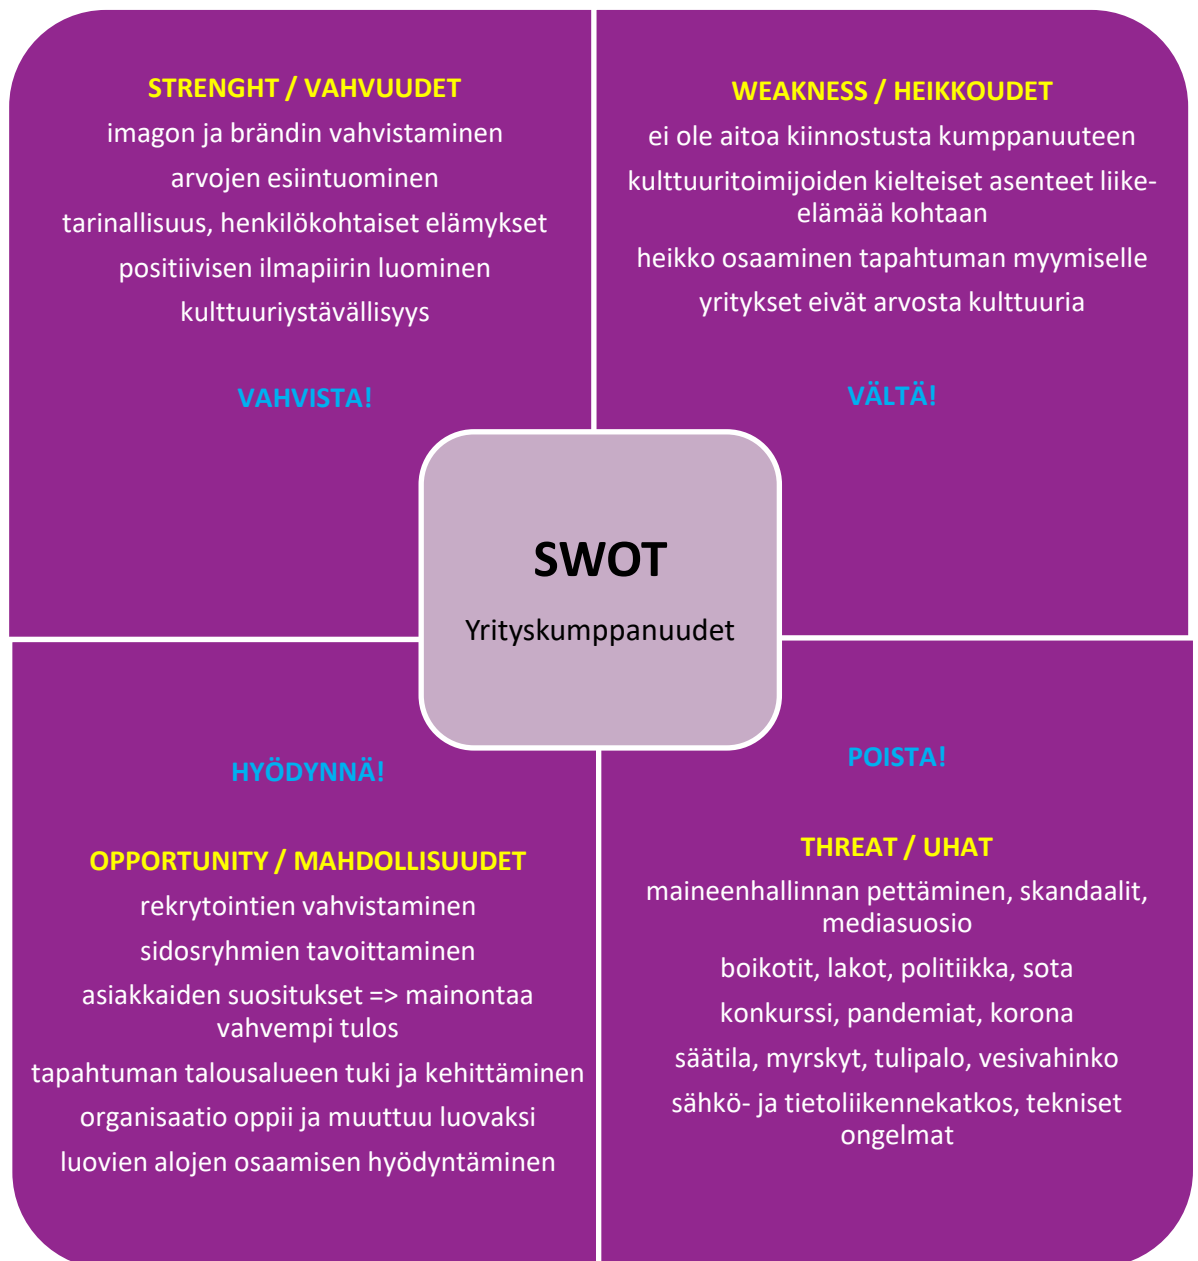 STRENGHT / VAHVUUDET
imagon ja brändin vahvistaminen
arvojen esiintuominen
tarinallisuus, henkilökohtaiset elämykset
positiivisen ilmapiirin luominen
kulttuuriystävällisyys
VAHVISTA!
WEAKNESS / HEIKKOUDET
ei ole aitoa kiinnostusta kumppanuuteen
kulttuuritoimijoiden kielteiset asenteet liike-
elämää kohtaan
heikko osaaminen tapahtuman myymiselle
yritykset eivät arvosta kulttuuria
VÄLTÄ!
SWOT
Yrityskumppanuudet
HYÖDYNNÄ!
OPPORTUNITY / MAHDOLLISUUDET
rekrytointien vahvistaminen
sidosryhmien tavoittaminen
asiakkaiden suositukset => mainontaa
vahvempi tulos
tapahtuman talousalueen tuki ja kehittäminen
organisaatio oppii ja muuttuu luovaksi
luovien alojen osaamisen hyödyntäminen
POISTA!
THREAT / UHAT
maineenhallinnan pettäminen, skandaalit,
mediasuosio
boikotit, lakot, politiikka, sota
konkurssi, pandemiat, korona
säätila, myrskyt, tulipalo, vesivahinko
sähkö- ja tietoliikennekatkos, tekniset
ongelmat